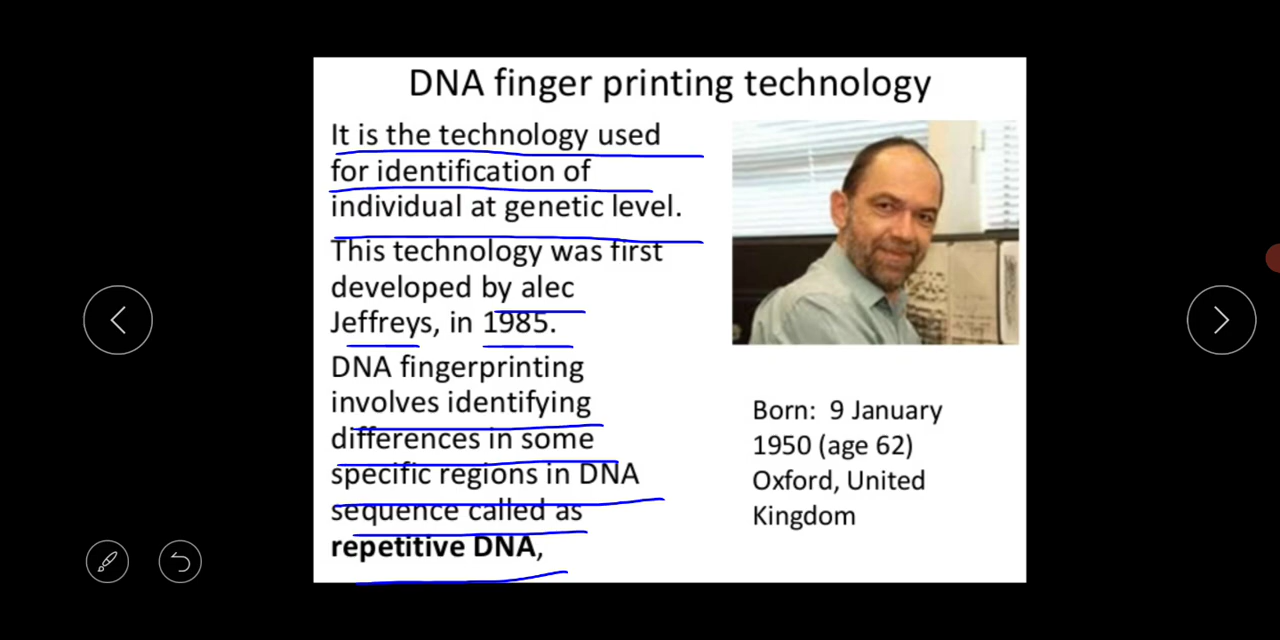 DNA finger printing technology
It is the technology used
for identification of
individual at genetic level.
This technology was first
developed by alec
Jeffreys, in 1985.
DNA fingerprinting
involves identifying
differences in some
specific regions in DNA
sequence called as
repetitive DNA,
Born:  9 January
1950 (age 62)
Oxford, United
Kingdom